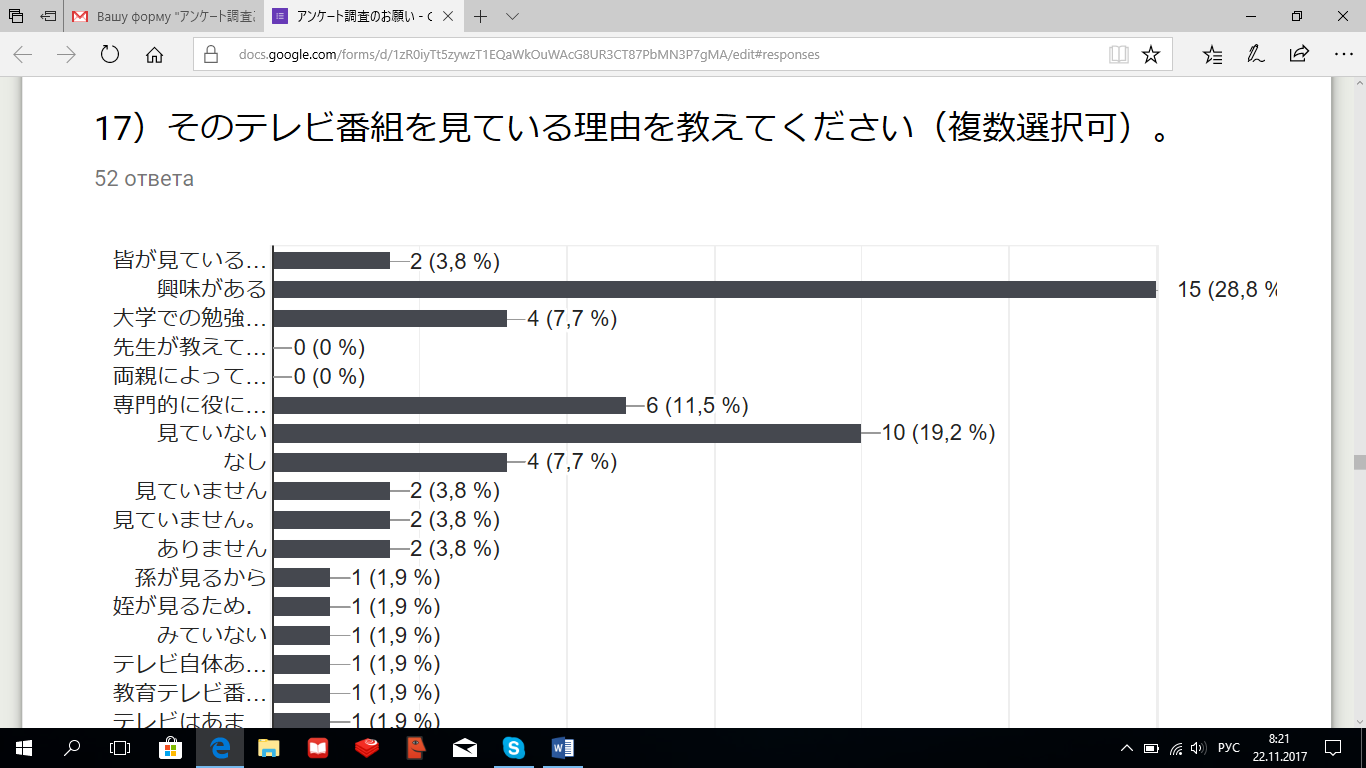 Вашу форму "アンケート調査
アンケート調査のお願い - G
docs.google.com/forms/d/1zR0iyTt5zywzT1EQaWkOuWAcG8UR3CT87PbMN3P7gMA/edit#responses
17）そのテレビ番組を見ている理由を教えてください（複数選択可）。
52 ответа
皆が見ている… 2 (3,8 %)
興味がある 15 (28,8 %
大学での勉強… 4 (7,7 %)
先生が教えて… 0 (0 %)
両親によって… 0 (0 %)
専門的に役に… 6 (11,5 %)
見ていない 10 (19,2 %)
なし 4 (7,7 %)
見ていません 2 (3,8 %)
見ていません。 2 (3,8 %)
ありません 2 (3,8 %)
孫が見るから 1 (1,9 %)
姪が見るため． 1 (1,9 %)
みていない 1 (1,9 %)
テレビ自体あ… 1 (1,9 %)
教育テレビ番… 1 (1,9 %)
テレビはあま… 1 (1,9 %)
РУС
8:21
22.11.2017